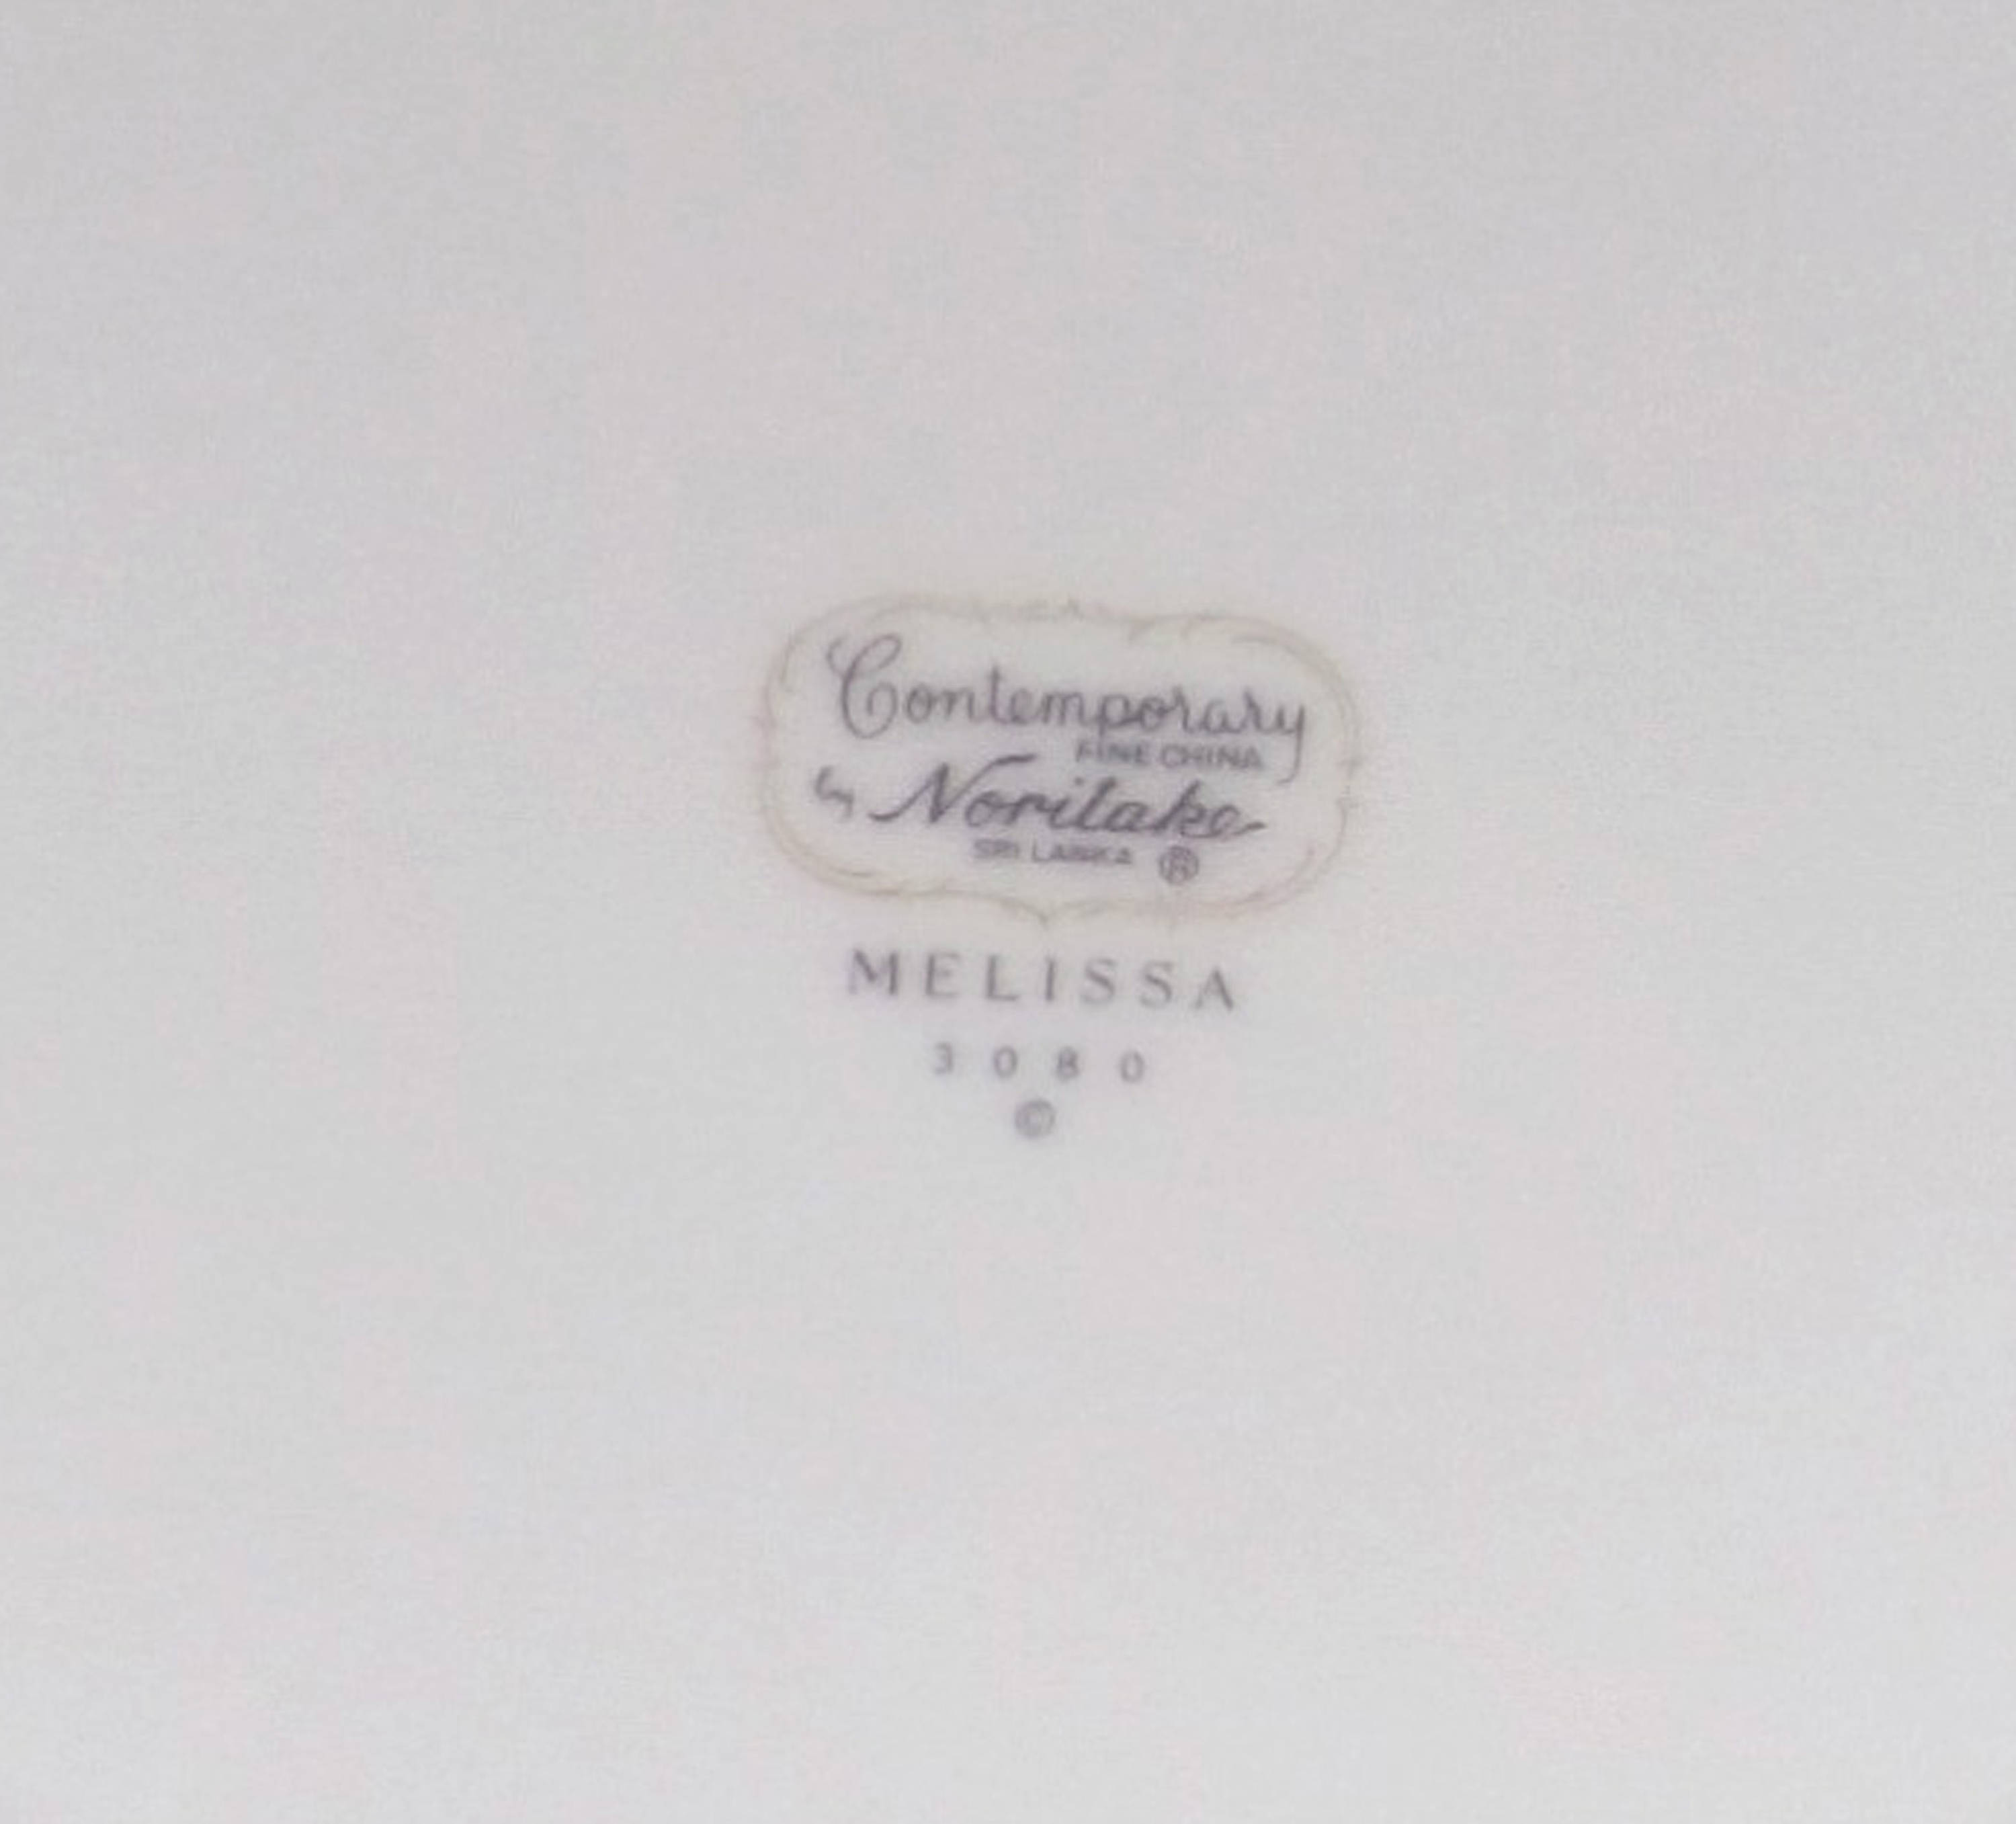 Contemporary
FINE CHINA
by Noritake
SRI LANKA ®
MELISSA
3080
©